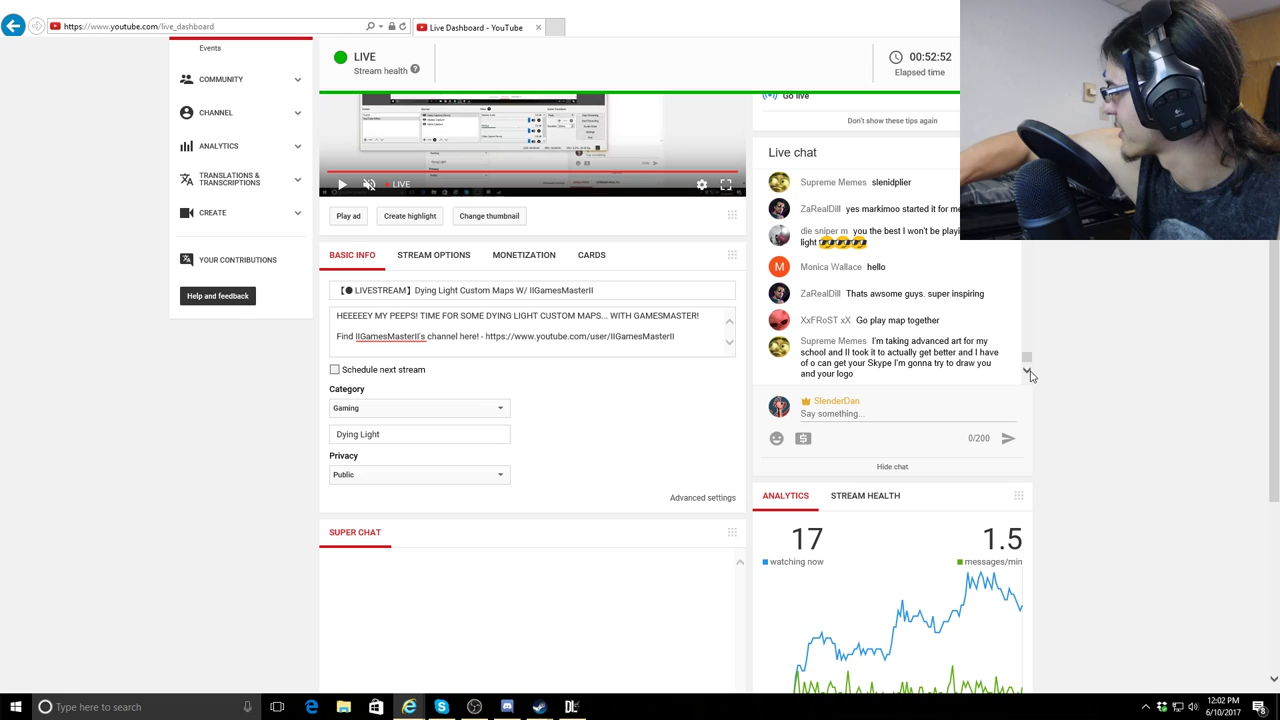 https://www.youtube.com/live_dashboard
Live Dashboard - YouTube
Events
COMMUNITY
CHANNEL
ANALYTICS
TRANSLATIONS &
TRANSCRIPTIONS
CREATE
YOUR CONTRIBUTIONS
Help and feedback
LIVE
Stream health
00:52:52
Elapsed time
LIVE
Play ad
Create highlight
Change thumbnail
BASIC INFO
STREAM OPTIONS
MONETIZATION
CARDS
【● LIVESTREAM】Dying Light Custom Maps W/ IIGamesMasterII
HEEEEEY MY PEEPS! TIME FOR SOME DYING LIGHT CUSTOM MAPS... WITH GAMESMASTER!
Find IIGamesMasterII's channel here! - https://www.youtube.com/user/IIGamesMasterII
Schedule next stream
Category
Gaming
Dying Light
Privacy
Public
Advanced settings
SUPER CHAT
Go live
Don't show these tips again
Live chat
Supreme Memes slenidplier
ZaRealDill yes markimoo started it for me
die sniper m you the best I won't be playi
light
M Monica Wallace hello
ZaRealDill Thats awsome guys. super inspiring
XxFRoST xX Go play map together
Supreme Memes I'm taking advanced art for my
school and II took it to actually get better and I have
of o can get your Skype I'm gonna try to draw you
and your logo
SlenderDan
Say something...
0/200
Hide chat
ANALYTICS
STREAM HEALTH
17
watching now
1.5
messages/min
Type here to search
12:02 PM
6/10/2017